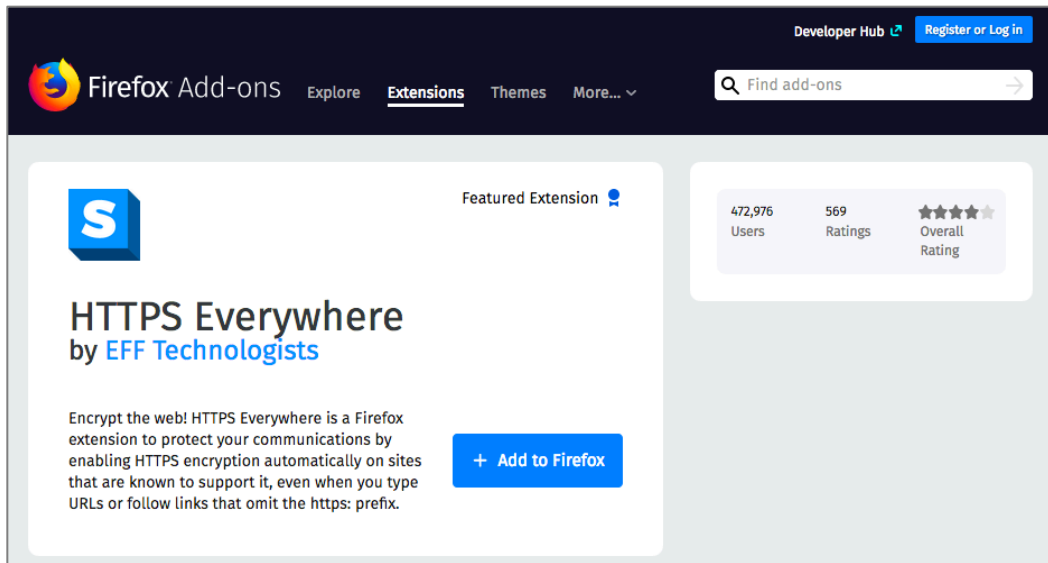 Developer Hub
Register or Log in
Firefox Add-ons
Explore
Extensions
Themes
More...
Find add-ons
S
Featured Extension
HTTPS Everywhere
by EFF Technologists
Encrypt the web! HTTPS Everywhere is a Firefox
extension to protect your communications by
enabling HTTPS encryption automatically on sites
that are known to support it, even when you type
URLs or follow links that omit the https: prefix.
+ Add to Firefox
472,976
Users
569
Ratings
Overall
Rating